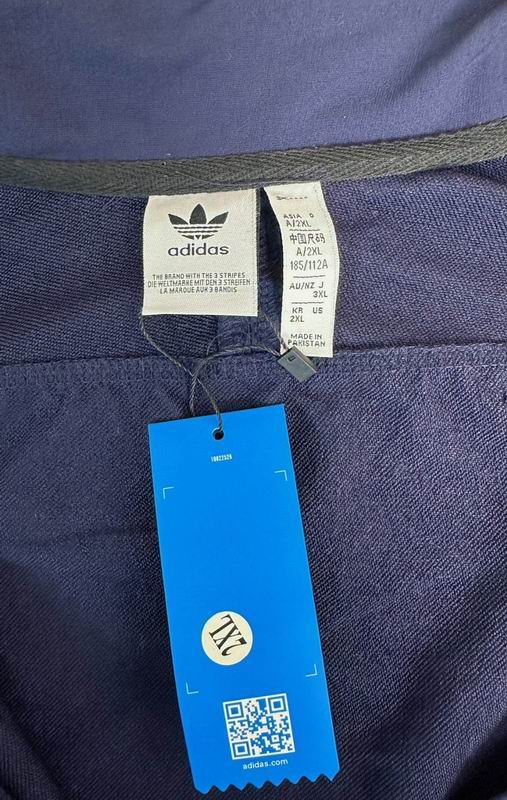 adidas
THE BRAND WITH THE 3 STRIPES
DIE WELTMARKE MIT DEN 3 STREIFEN
LA MARQUE AUX 3 BANDES
ASIA D
A/2XL
中国尺码
A/2XL
185/112A
AU/NZ J
3XL
KR US
2XL
MADE IN
PAKISTAN
2XL
adidas.com